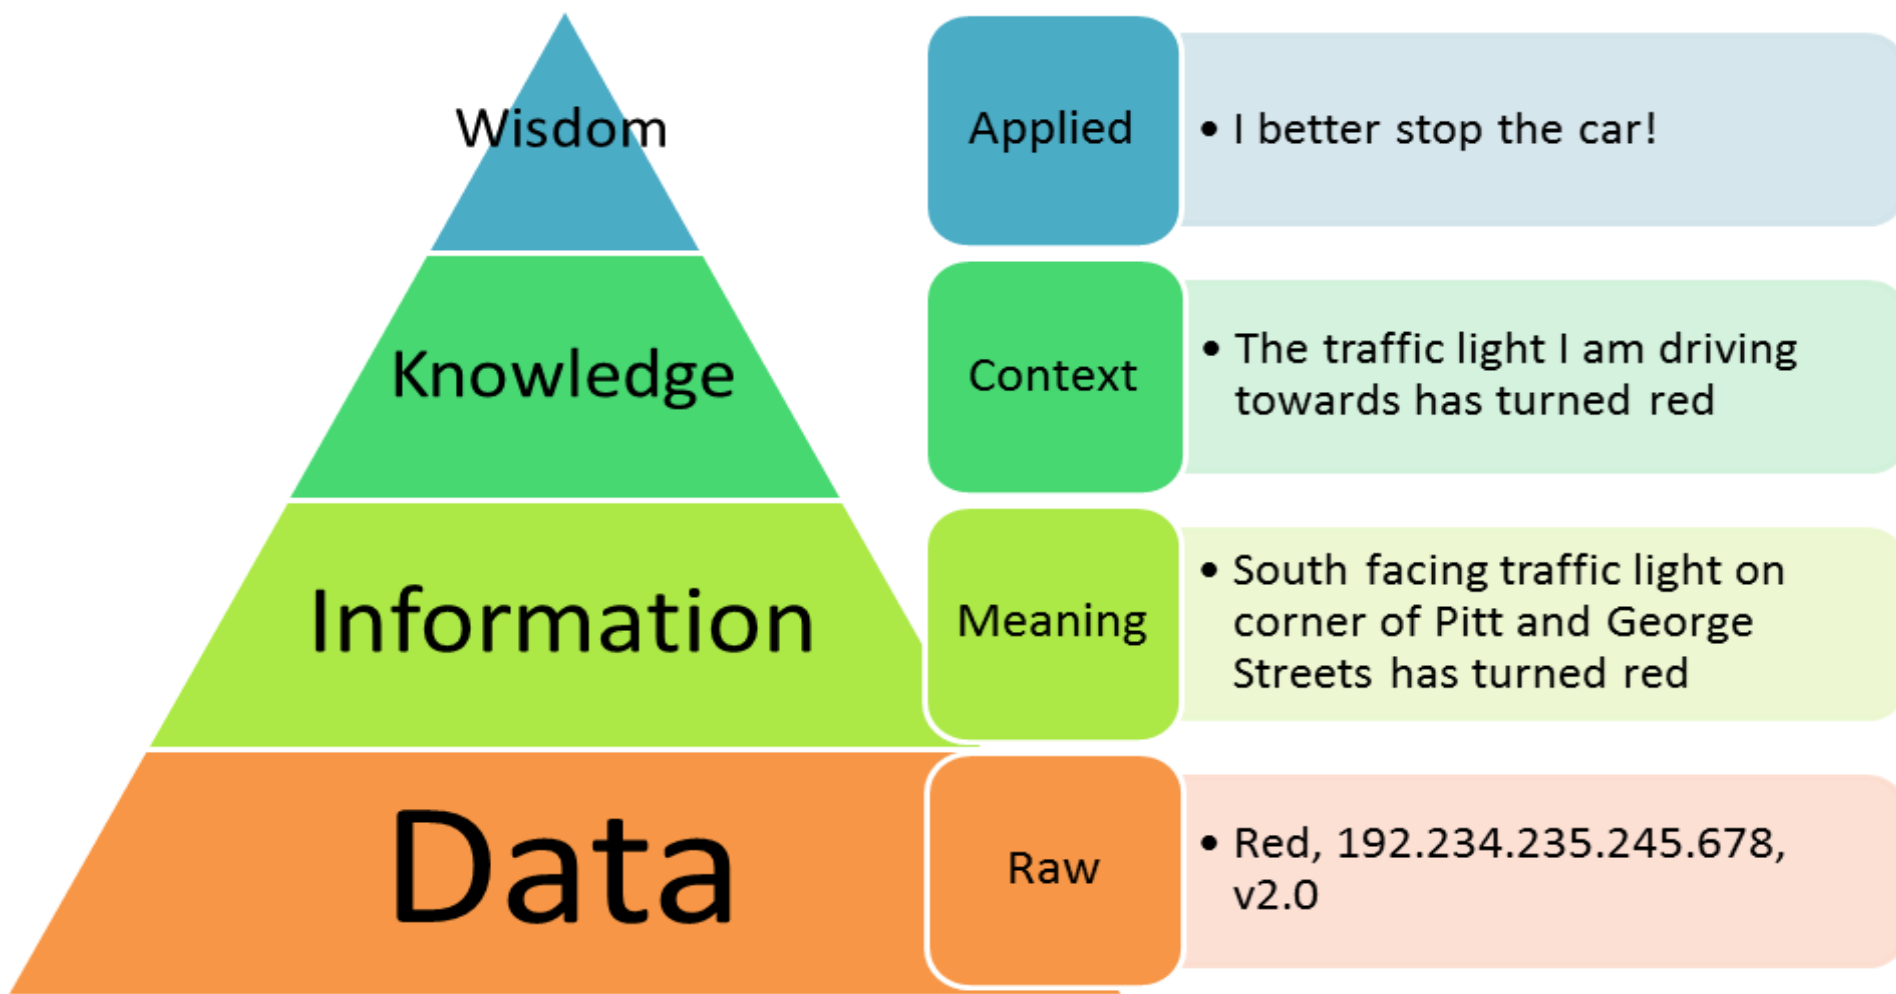 Wisdom
Applied
• I better stop the car!
Knowledge
Context
• The traffic light I am driving
towards has turned red
Information
Meaning
• South facing traffic light on
corner of Pitt and George
Streets has turned red
Data
Raw
• Red, 192.234.235.245.678,
v2.0